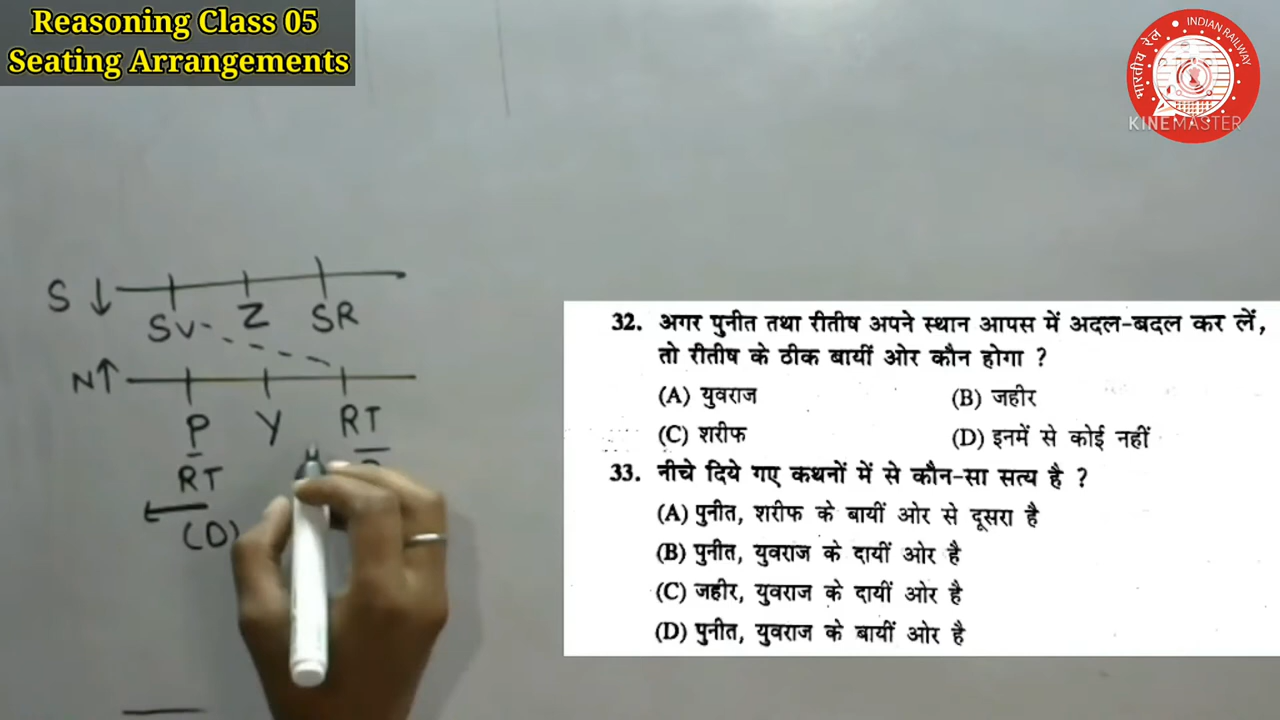 Reasoning Class 05
Seating Arrangements
भारतीय रेल
INDIAN RAILWAY
KINEMASTER
S ↓
SV Z SR
N↑
P Y RT
RT
(D)
32. अगर पुनीत तथा रीतीष अपने स्थान आपस में अदल-बदल कर लें,
तो रीतीष के ठीक बायीं ओर कौन होगा ?
(A) युवराज (B) जहीर
(C) शरीफ (D) इनमें से कोई नहीं
33. नीचे दिये गए कथनों में से कौन-सा सत्य है ?
(A) पुनीत, शरीफ के बायीं ओर से दूसरा है
(B) पुनीत, युवराज के दायीं ओर है
(C) जहीर, युवराज के दायीं ओर है
(D) पुनीत, युवराज के बायीं ओर है